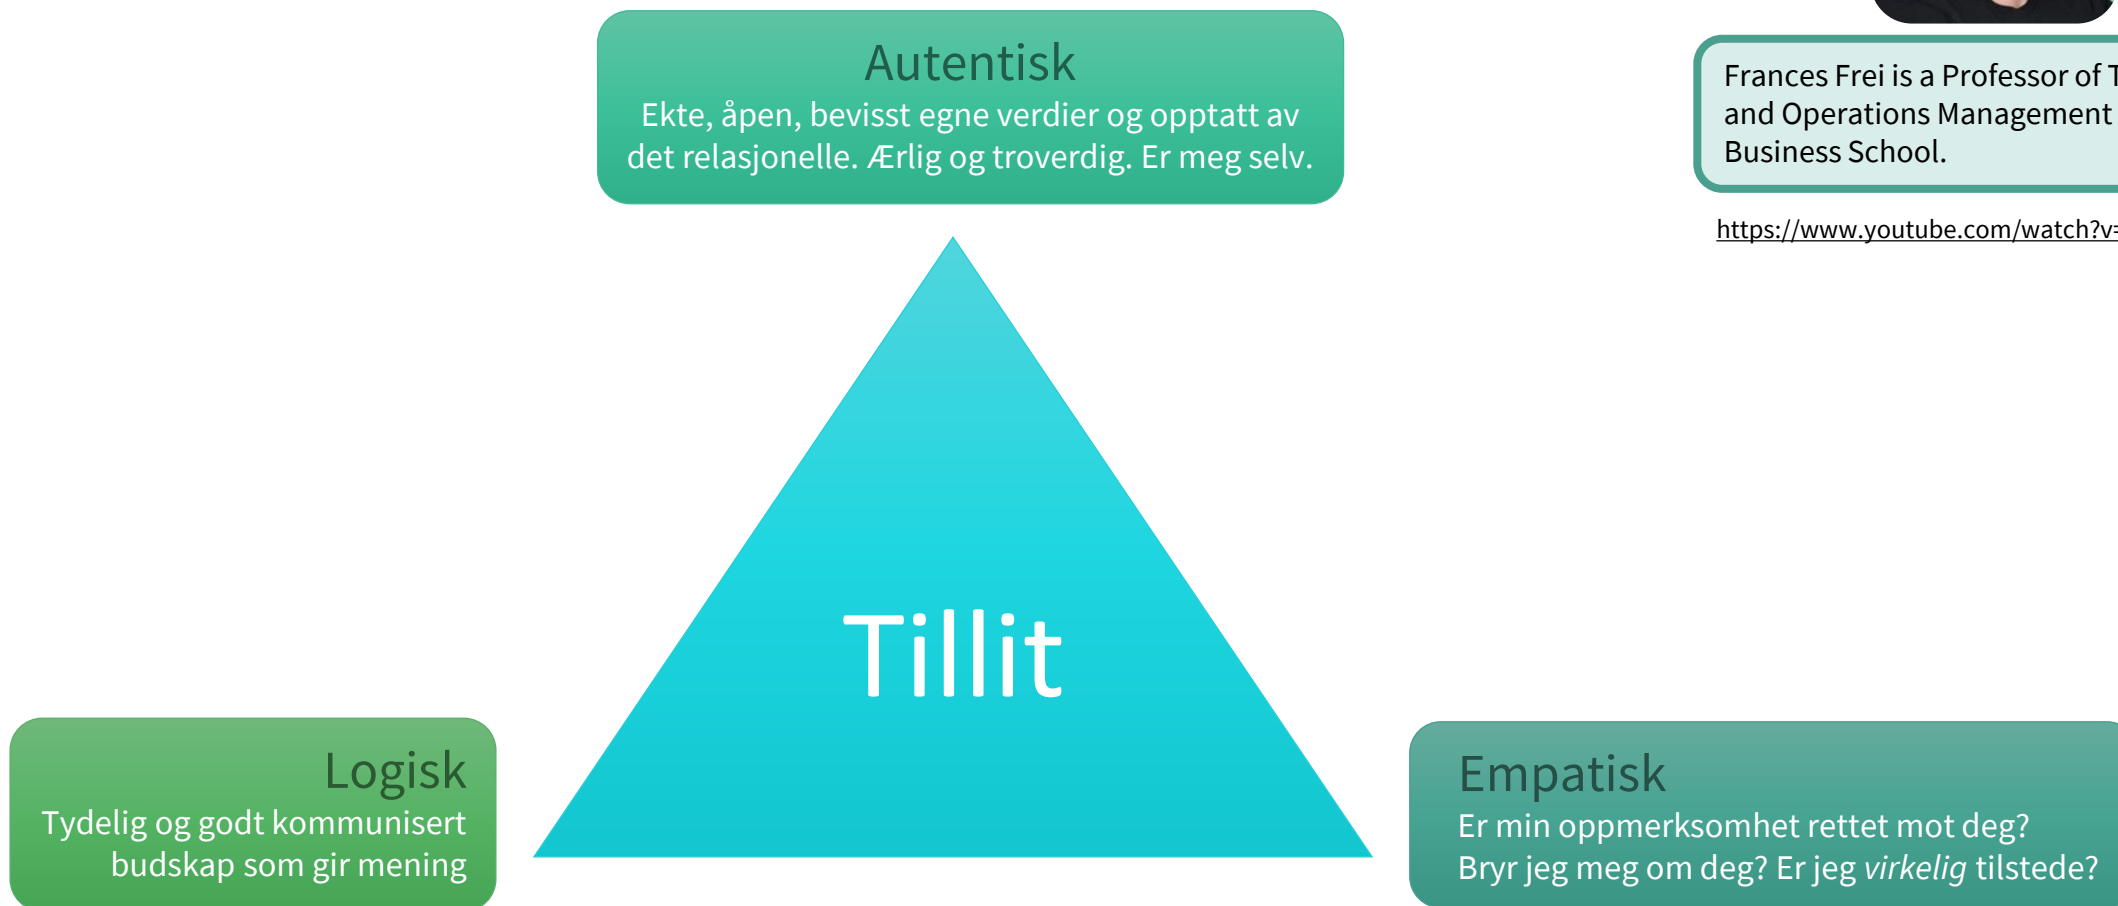 Autentisk
Ekte, åpen, bevisst egne verdier og opptatt av
det relasjonelle. Ærlig og troverdig. Er meg selv.
Frances Frei is a Professor of T
and Operations Management
Business School.
https://www.youtube.com/watch?v=
Tillit
Logisk
Tydelig og godt kommunisert
budskap som gir mening
Empatisk
Er min oppmerksomhet rettet mot deg?
Bryr jeg meg om deg? Er jeg virkelig tilstede?